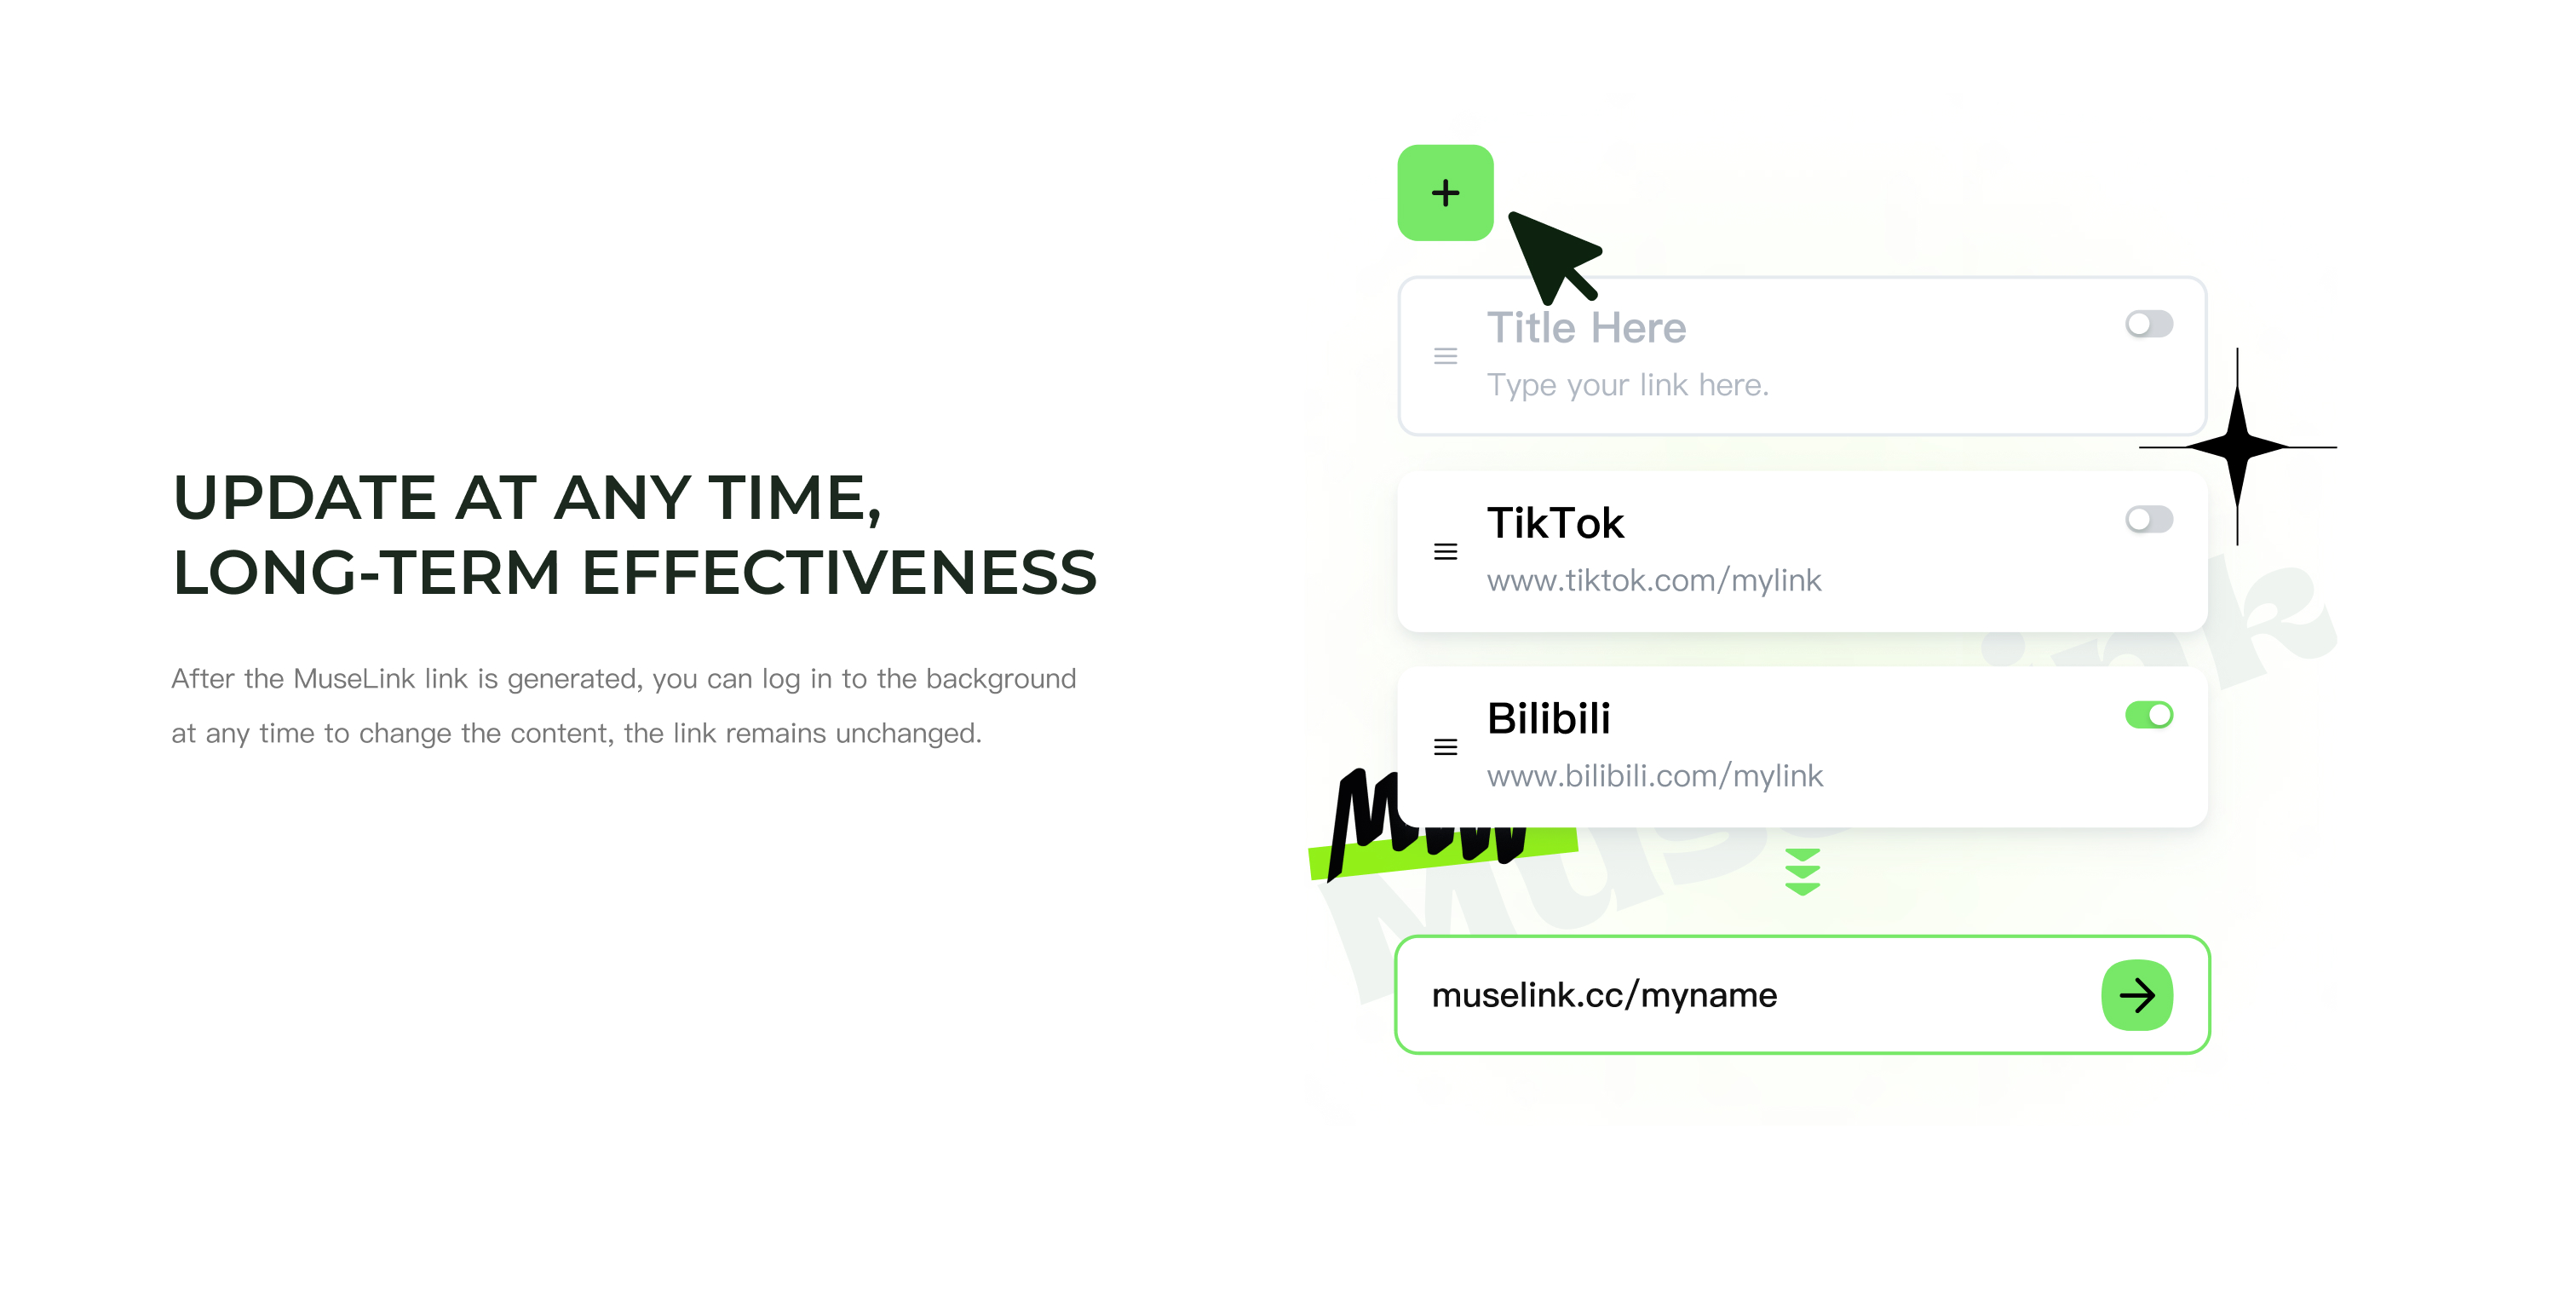 UPDATE AT ANY TIME,
LONG-TERM EFFECTIVENESS
After the MuseLink link is generated, you can log in to the background
at any time to change the content, the link remains unchanged.
Title Here
Type your link here.
TikTok
www.tiktok.com/mylink
Bilibili
www.bilibili.com/mylink
muselink.cc/myname